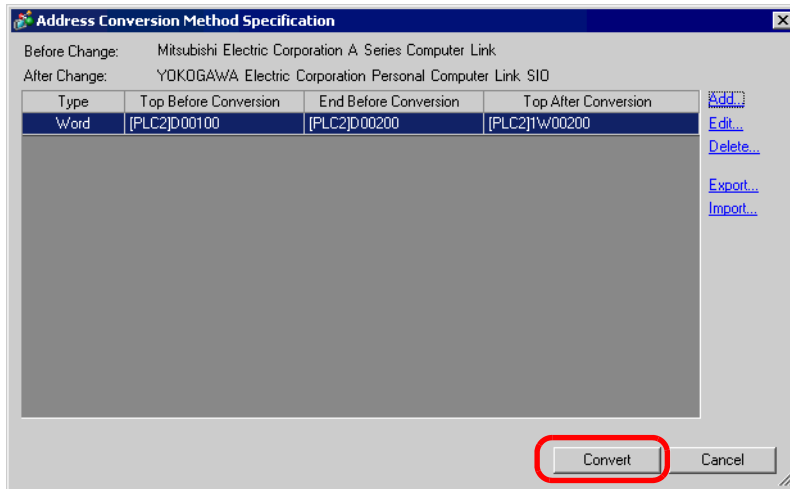 Address Conversion Method Specification
Before Change: Mitsubishi Electric Corporation A Series Computer Link
After Change: YOKOGAWA Electric Corporation Personal Computer Link SIO
Type Top Before Conversion End Before Conversion Top After Conversion
Word [PLC2]D00100 [PLC2]D00200 [PLC2]1W00200
Add...
Edit...
Delete...
Export...
Import...
Convert Cancel